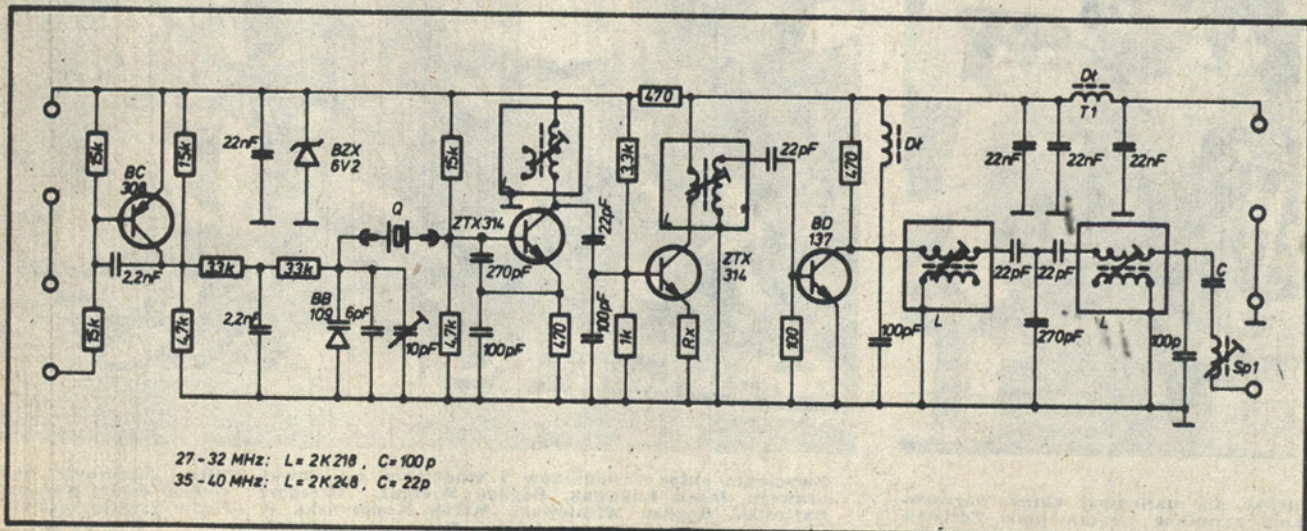 15k
BC
308
15k
2,2nF
15k
4,7k
22nF
BZX
6V2
33k
33k
2,2nF
BB
109
6pF
10pF
Q
15k
ZTX314
270pF
4,7k
100pF
470
L
22pF
3,3k
470
100pF
1k
Rx
L
ZTX
314
22pF
100
BD
137
470
Dł
100pF
L
22pF
22pF
270pF
L
22nF
22nF
22nF
Dł
T1
100p
C
Sp1
27-32 MHz: L= 2K218 , C= 100p
35-40 MHz: L= 2K248 , C= 22p